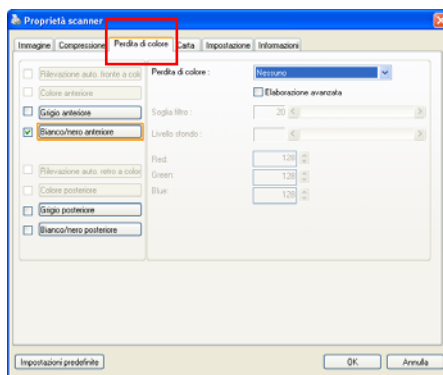 Proprietà scanner
Immagine Compressione Perdita di colore Carta Impostazione Informazioni
Rilevazione auto. fronte a colo
Colore anteriore
Grigio anteriore
Bianco/nero anteriore
Rilevazione auto. retro a color
Colore posteriore
Grigio posteriore
Bianco/nero posteriore
Perdita di colore : Nessuno
Elaborazione avanzata
Soglia filtro : 20
Livello sfondo :
Red: 128
Green: 128
Blue: 128
Impostazioni predefinite OK Annulla